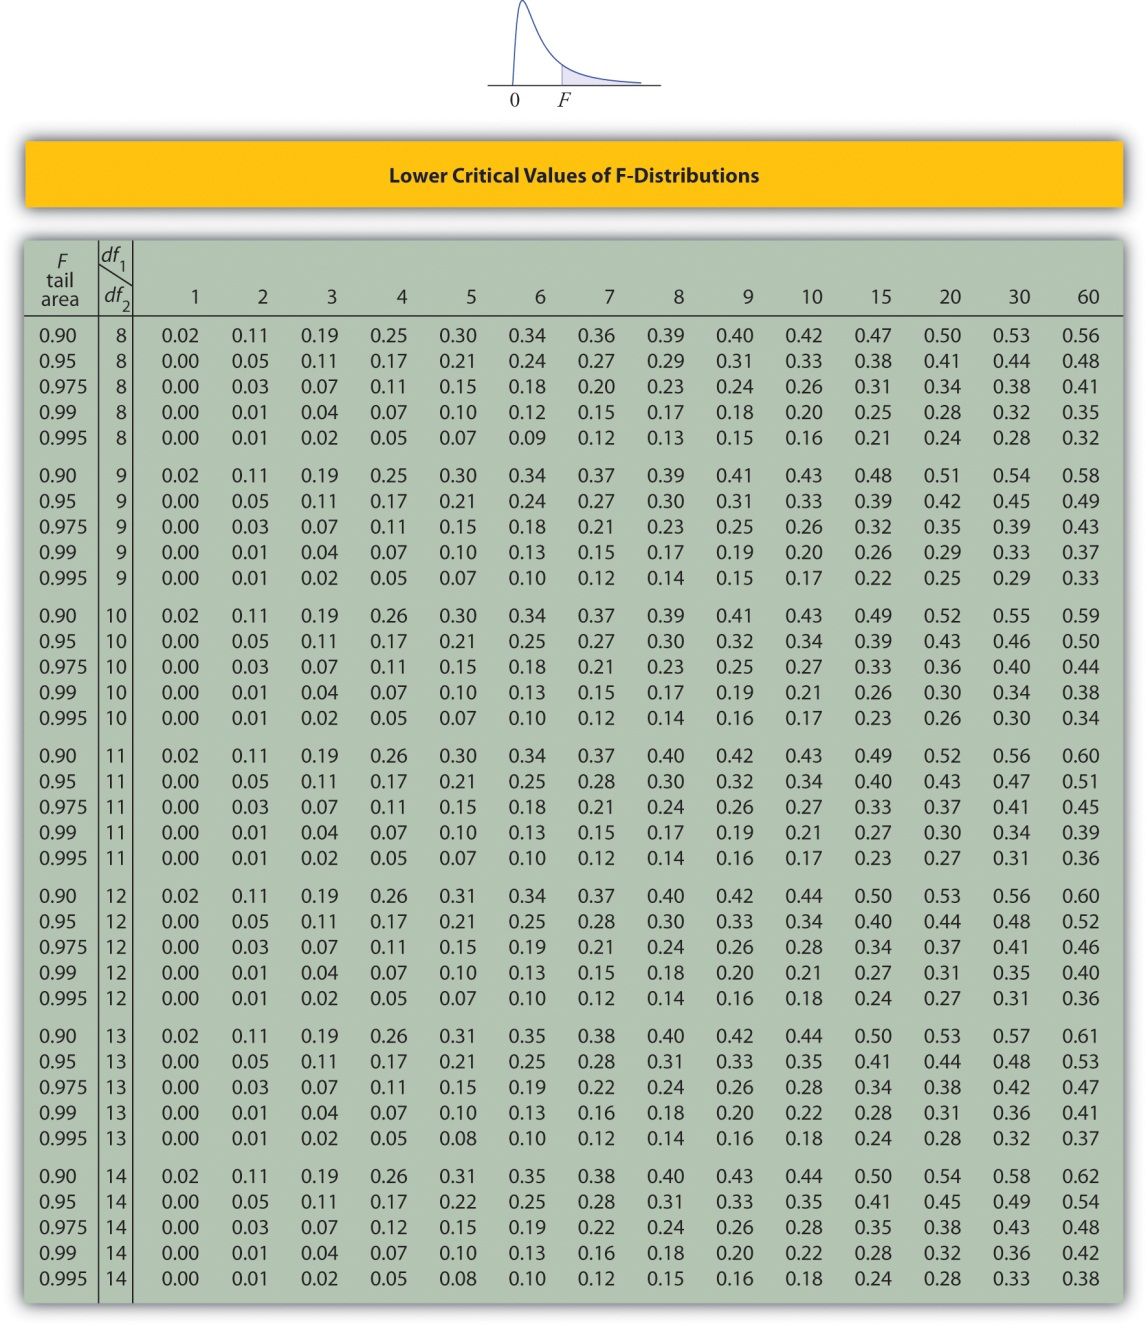 0 F
Lower Critical Values of F-Distributions
F tail area df1 df2 1 2 3 4 5 6 7 8 9 10 15 20 30 60
0.90 8 0.02 0.11 0.19 0.25 0.30 0.34 0.36 0.39 0.40 0.42 0.47 0.50 0.53 0.56
0.95 8 0.00 0.05 0.11 0.17 0.21 0.24 0.27 0.29 0.31 0.33 0.38 0.41 0.44 0.48
0.975 8 0.00 0.03 0.07 0.11 0.15 0.18 0.20 0.23 0.24 0.26 0.31 0.34 0.38 0.41
0.99 8 0.00 0.01 0.04 0.07 0.10 0.12 0.15 0.17 0.18 0.20 0.25 0.28 0.32 0.35
0.995 8 0.00 0.01 0.02 0.05 0.07 0.09 0.12 0.13 0.15 0.16 0.21 0.24 0.28 0.32
0.90 9 0.02 0.11 0.19 0.25 0.30 0.34 0.37 0.39 0.41 0.43 0.48 0.51 0.54 0.58
0.95 9 0.00 0.05 0.11 0.17 0.21 0.24 0.27 0.30 0.31 0.33 0.39 0.42 0.45 0.49
0.975 9 0.00 0.03 0.07 0.11 0.15 0.18 0.21 0.23 0.25 0.26 0.32 0.35 0.39 0.43
0.99 9 0.00 0.01 0.04 0.07 0.10 0.13 0.15 0.17 0.19 0.20 0.26 0.29 0.33 0.37
0.995 9 0.00 0.01 0.02 0.05 0.07 0.10 0.12 0.14 0.15 0.17 0.22 0.25 0.29 0.33
0.90 10 0.02 0.11 0.19 0.26 0.30 0.34 0.37 0.39 0.41 0.43 0.49 0.52 0.55 0.59
0.95 10 0.00 0.05 0.11 0.17 0.21 0.25 0.27 0.30 0.32 0.34 0.39 0.43 0.46 0.50
0.975 10 0.00 0.03 0.07 0.11 0.15 0.18 0.21 0.23 0.25 0.27 0.33 0.36 0.40 0.44
0.99 10 0.00 0.01 0.04 0.07 0.10 0.13 0.15 0.17 0.19 0.21 0.26 0.30 0.34 0.38
0.995 10 0.00 0.01 0.02 0.05 0.07 0.10 0.12 0.14 0.16 0.17 0.23 0.26 0.30 0.34
0.90 11 0.02 0.11 0.19 0.26 0.30 0.34 0.37 0.40 0.42 0.43 0.49 0.52 0.56 0.60
0.95 11 0.00 0.05 0.11 0.17 0.21 0.25 0.28 0.30 0.32 0.34 0.40 0.43 0.47 0.51
0.975 11 0.00 0.03 0.07 0.11 0.15 0.18 0.21 0.24 0.26 0.27 0.33 0.37 0.41 0.45
0.99 11 0.00 0.01 0.04 0.07 0.10 0.13 0.15 0.17 0.19 0.21 0.27 0.30 0.34 0.39
0.995 11 0.00 0.01 0.02 0.05 0.07 0.10 0.12 0.14 0.16 0.17 0.23 0.27 0.31 0.36
0.90 12 0.02 0.11 0.19 0.26 0.31 0.34 0.37 0.40 0.42 0.44 0.50 0.53 0.56 0.60
0.95 12 0.00 0.05 0.11 0.17 0.21 0.25 0.28 0.30 0.33 0.34 0.40 0.44 0.48 0.52
0.975 12 0.00 0.03 0.07 0.11 0.15 0.19 0.21 0.24 0.26 0.28 0.34 0.37 0.41 0.46
0.99 12 0.00 0.01 0.04 0.07 0.10 0.13 0.15 0.18 0.20 0.21 0.27 0.31 0.35 0.40
0.995 12 0.00 0.01 0.02 0.05 0.07 0.10 0.12 0.14 0.16 0.18 0.24 0.27 0.31 0.36
0.90 13 0.02 0.11 0.19 0.26 0.31 0.35 0.38 0.40 0.42 0.44 0.50 0.53 0.57 0.61
0.95 13 0.00 0.05 0.11 0.17 0.21 0.25 0.28 0.31 0.33 0.35 0.41 0.44 0.48 0.53
0.975 13 0.00 0.03 0.07 0.11 0.15 0.19 0.22 0.24 0.26 0.28 0.34 0.38 0.42 0.47
0.99 13 0.00 0.01 0.04 0.07 0.10 0.13 0.16 0.18 0.20 0.22 0.28 0.31 0.36 0.41
0.995 13 0.00 0.01 0.02 0.05 0.08 0.10 0.12 0.14 0.16 0.18 0.24 0.28 0.32 0.37
0.90 14 0.02 0.11 0.19 0.26 0.31 0.35 0.38 0.40 0.43 0.44 0.50 0.54 0.58 0.62
0.95 14 0.00 0.05 0.11 0.17 0.22 0.25 0.28 0.31 0.33 0.35 0.41 0.45 0.49 0.54
0.975 14 0.00 0.03 0.07 0.12 0.15 0.19 0.22 0.24 0.26 0.28 0.35 0.38 0.43 0.48
0.99 14 0.00 0.01 0.04 0.07 0.10 0.13 0.16 0.18 0.20 0.22 0.28 0.32 0.36 0.42
0.995 14 0.00 0.01 0.02 0.05 0.08 0.10 0.12 0.15 0.16 0.18 0.24 0.28 0.33 0.38